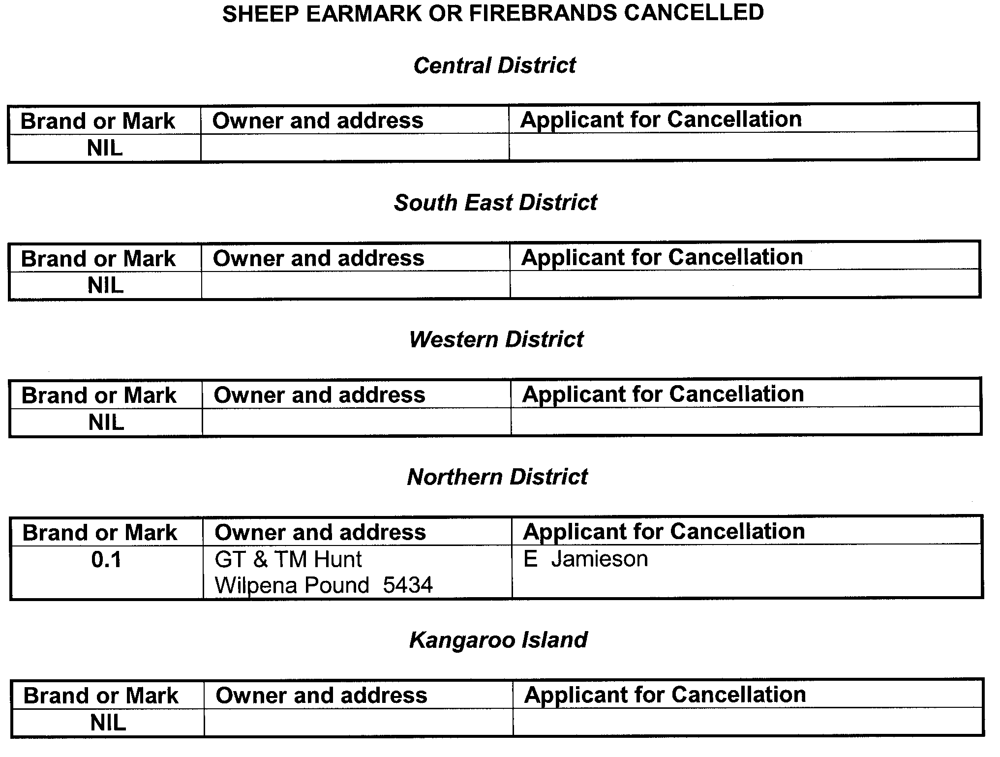 SHEEP EARMARK OR FIREBRANDS CANCELLED
Central District
Brand or Mark Owner and address Applicant for Cancellation
NIL
South East District
Brand or Mark Owner and address Applicant for Cancellation
NIL
Western District
Brand or Mark Owner and address Applicant for Cancellation
NIL
Northern District
Brand or Mark Owner and address Applicant for Cancellation
0.1 GT & TM Hunt E Jamieson
Wilpena Pound 5434
Kangaroo Island
Brand or Mark Owner and address Applicant for Cancellation
NIL